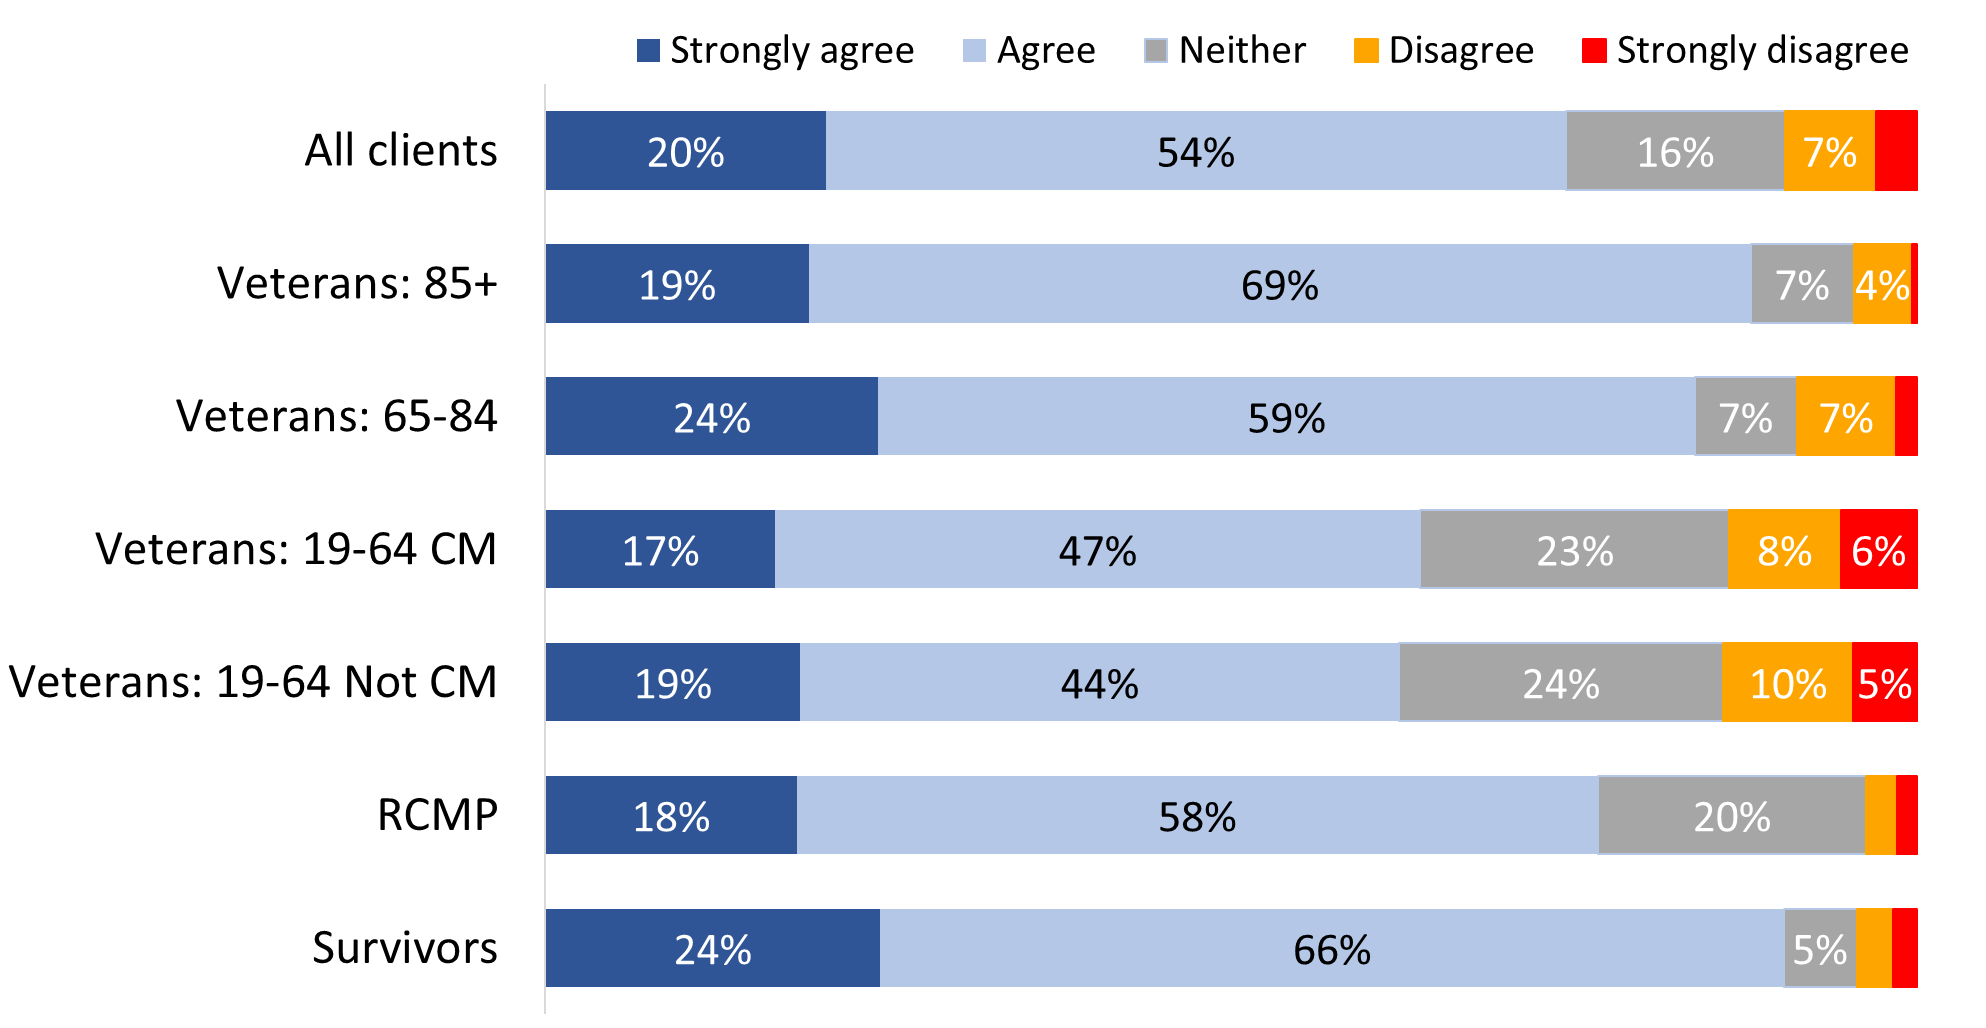 Strongly agree Agree Neither Disagree Strongly disagree
All clients 20% 54% 16% 7%
Veterans: 85+ 19% 69% 7% 4%
Veterans: 65-84 24% 59% 7% 7%
Veterans: 19-64 CM 17% 47% 23% 8% 6%
Veterans: 19-64 Not CM 19% 44% 24% 10% 5%
RCMP 18% 58% 20%
Survivors 24% 66% 5%